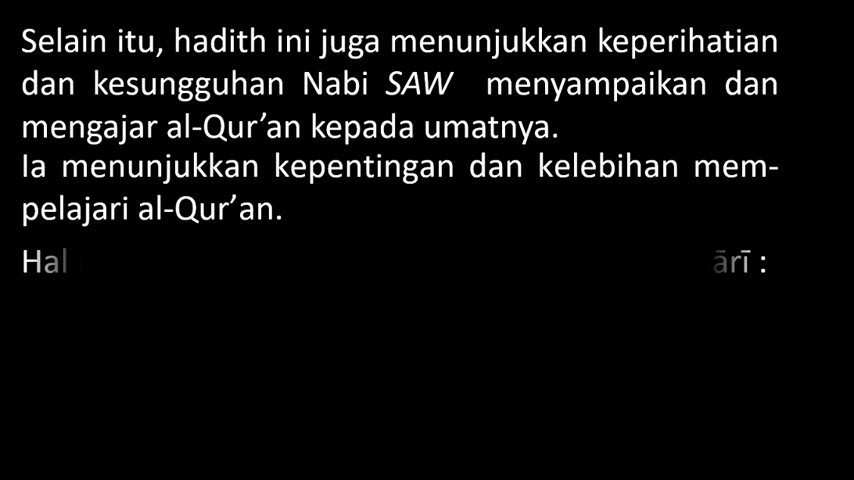 Selain itu, hadith ini juga menunjukkan keperihatian
dan kesungguhan Nabi SAW menyampaikan dan
mengajar al-Qur’an kepada umatnya.
Ia menunjukkan kepentingan dan kelebihan mem-
pelajari al-Qur’an.
Hal